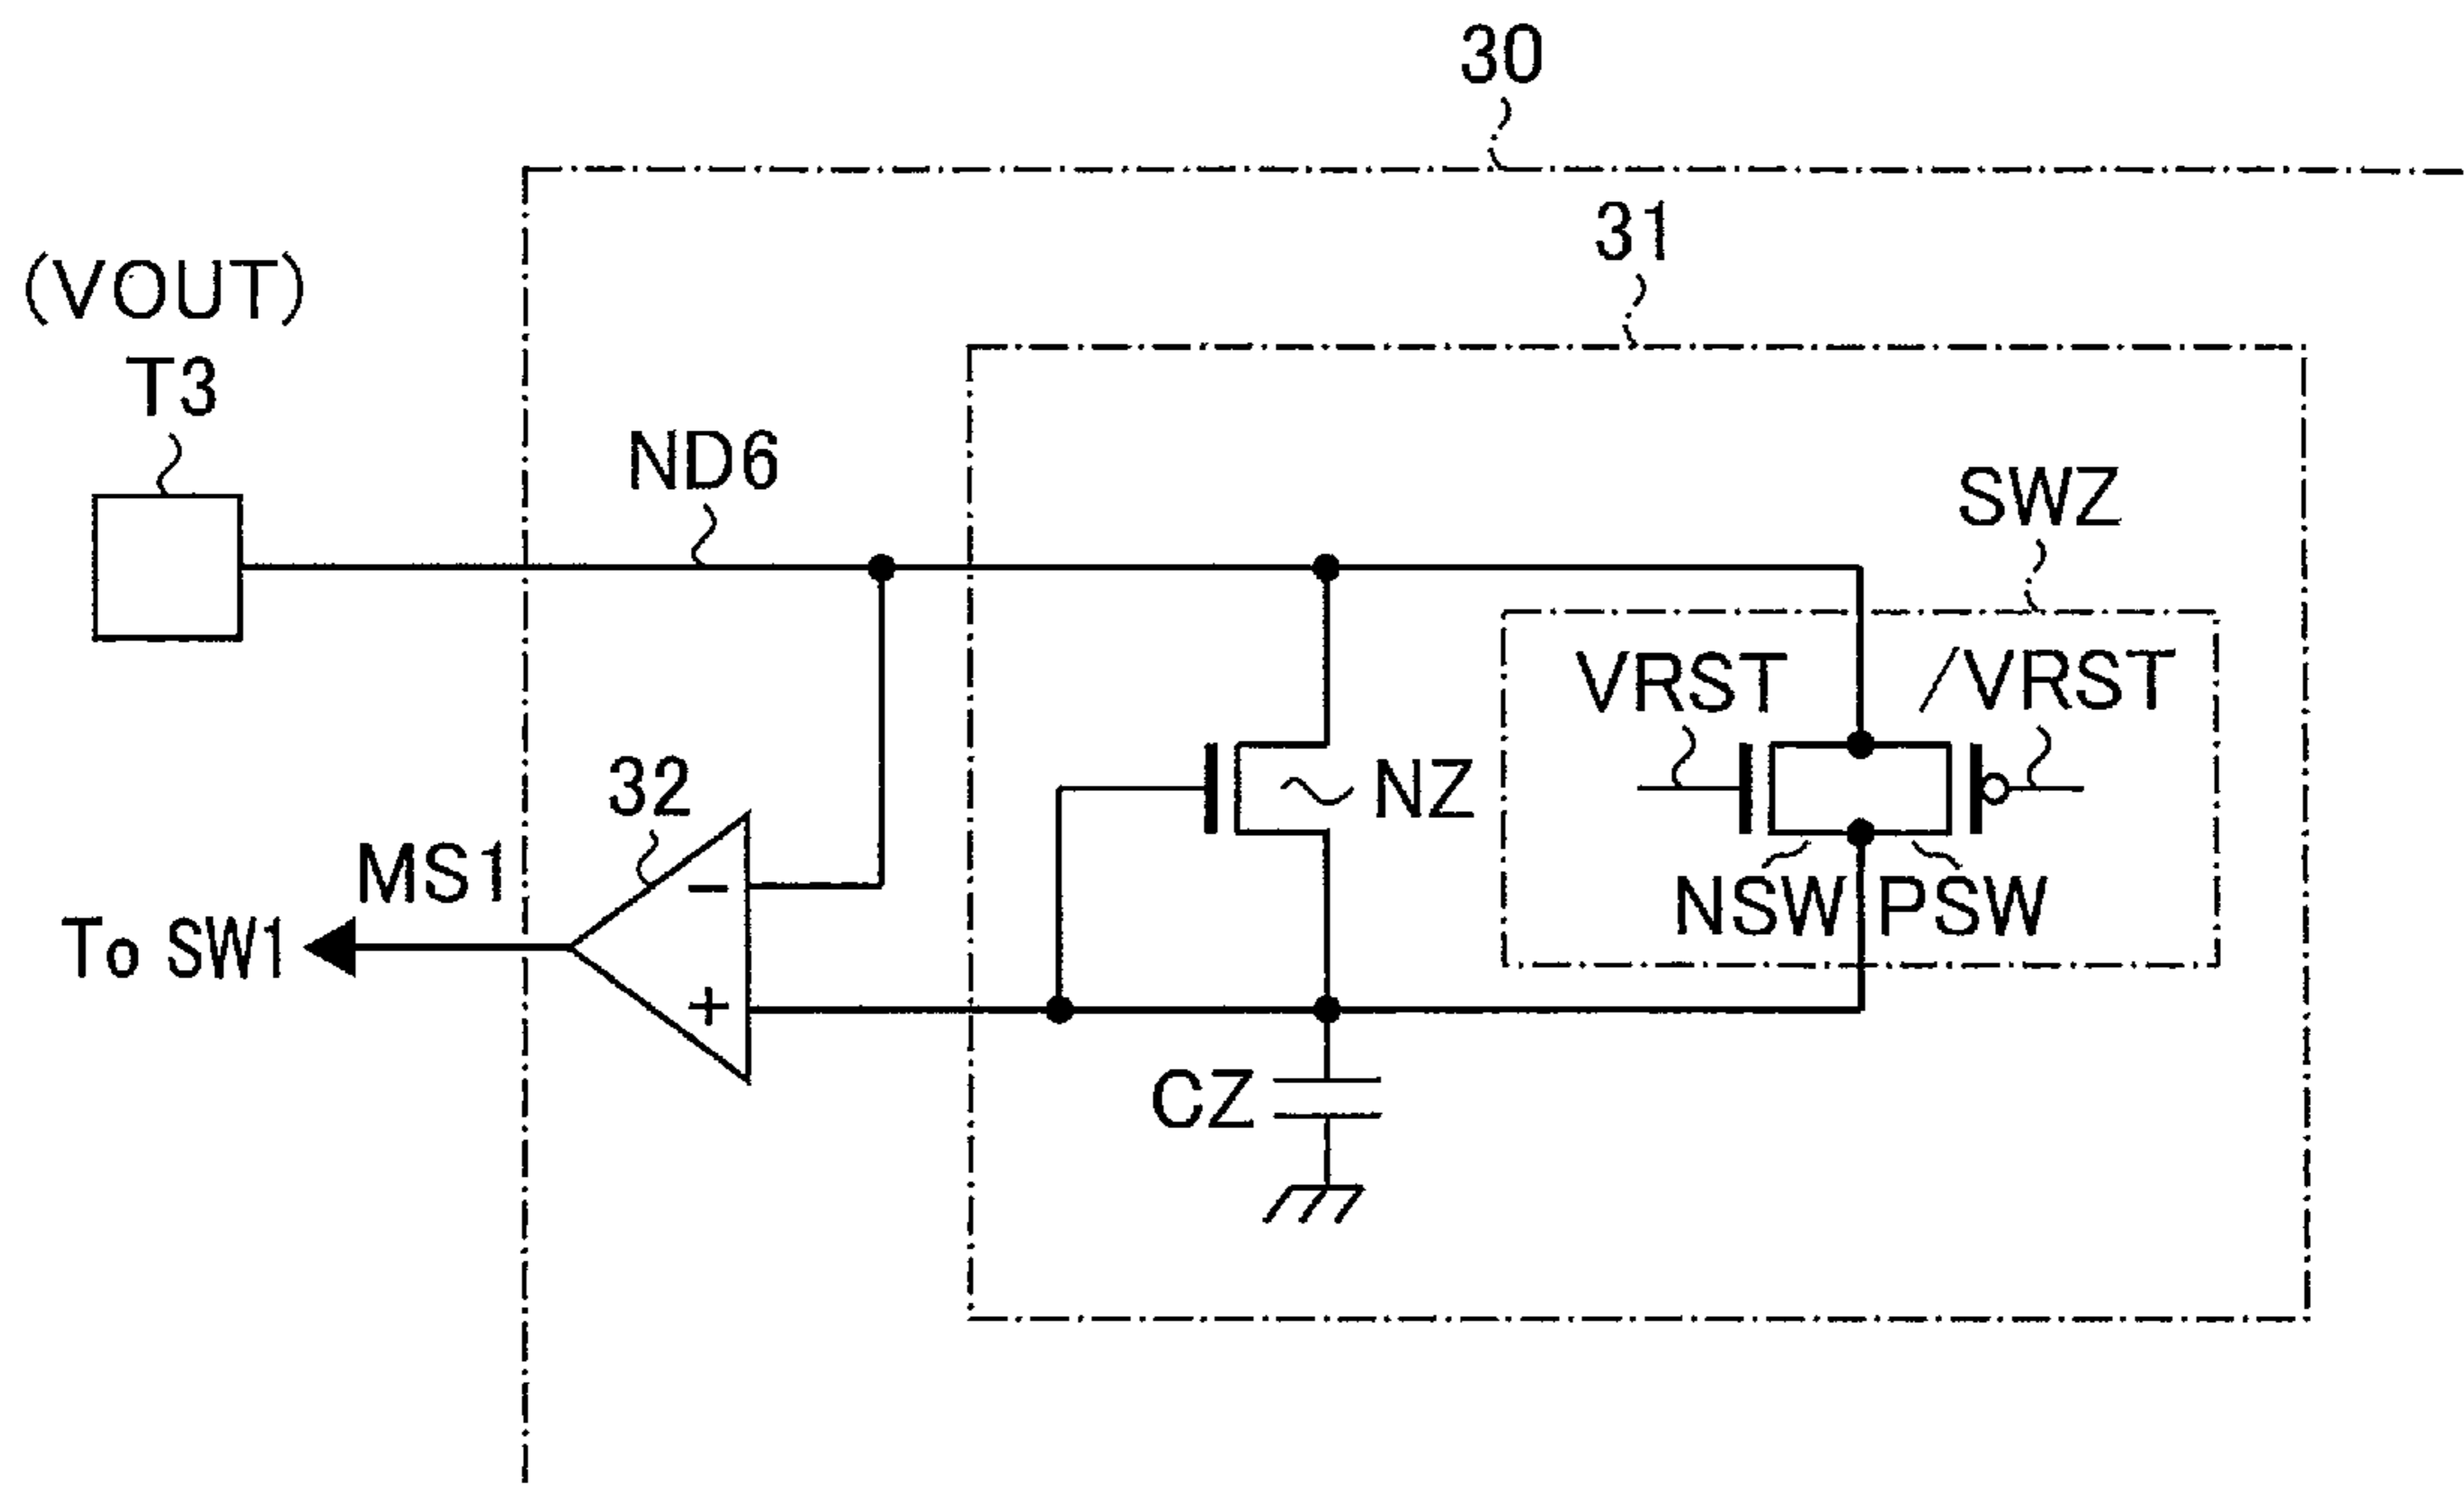 30
31
(VOUT)
T3
ND6
SWZ
VRST
/VRST
NZ
32
MS1
−
NSW
PSW
To SW1
+
CZ